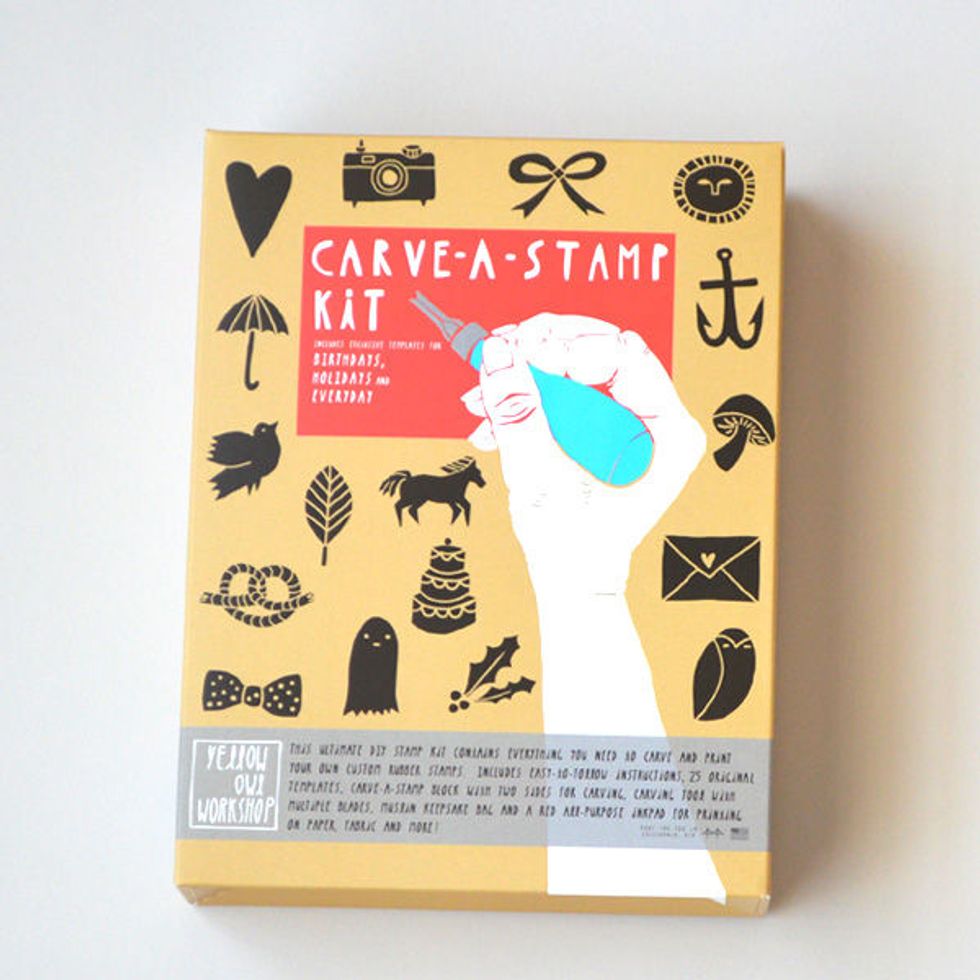 CARVE-A-STAMP
KIT
INCLUDES EXCLUSIVE TEMPLATES FOR
BIRTHDAYS,
HOLIDAYS AND
EVERYDAY
YELLOW
OWL
WORKSHOP
THIS ULTIMATE DIY STAMP KIT CONTAINS EVERYTHING YOU NEED TO CARVE AND PRINT
YOUR OWN CUSTOM RUBBER STAMPS. INCLUDES EASY-TO-FOLLOW INSTRUCTIONS, 25 ORIGINAL
TEMPLATES, CARVE-A-STAMP BLOCK WITH TWO SIDES FOR CARVING, CARVING TOOL WITH
MULTIPLE BLADES, MUSLIN KEEPSAKE BAG AND A RED ALL-PURPOSE INKPAD FOR PRINTING
ON PAPER, FABRIC AND MORE!